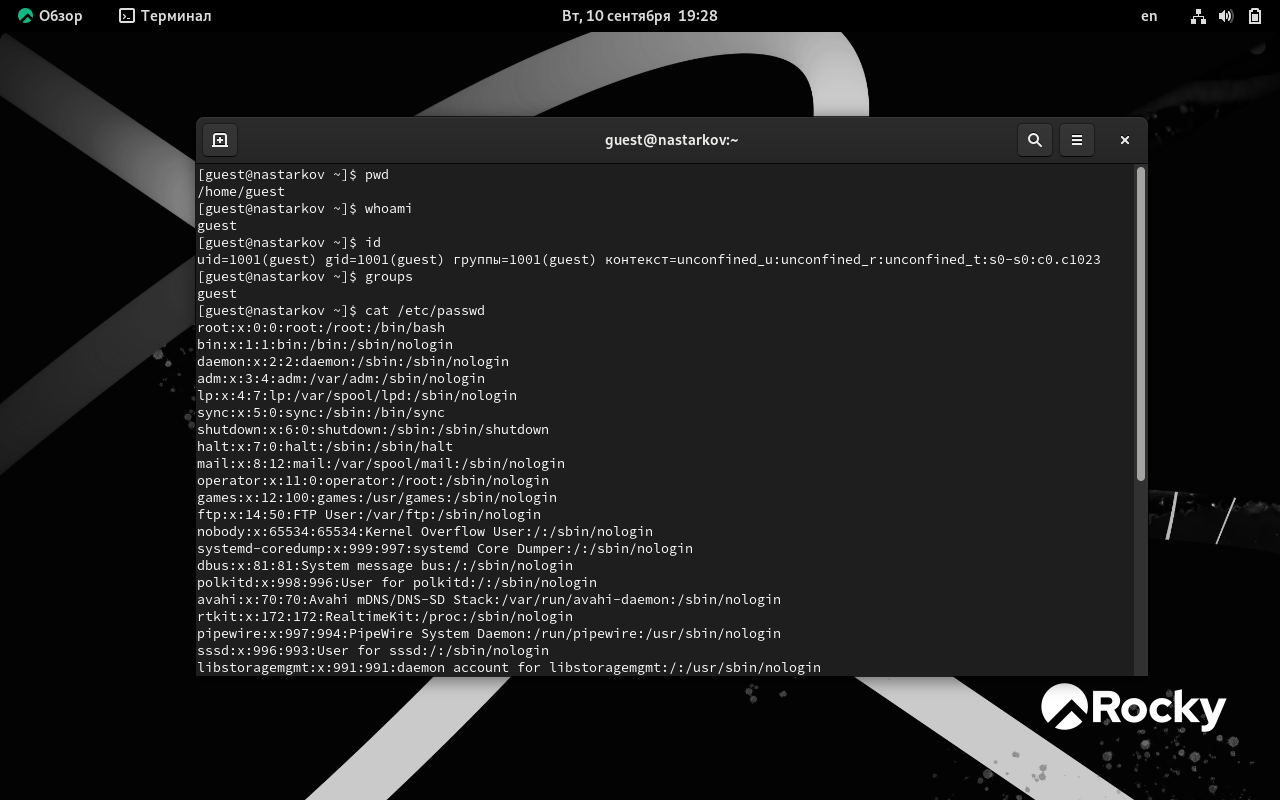 Обзор Терминал Вт, 10 сентября 19:28 en
guest@nastarkov:~
[guest@nastarkov ~]$ pwd
/home/guest
[guest@nastarkov ~]$ whoami
guest
[guest@nastarkov ~]$ id
uid=1001(guest) gid=1001(guest) группы=1001(guest) контекст=unconfined_u:unconfined_r:unconfined_t:s0-s0:c0.c1023
[guest@nastarkov ~]$ groups
guest
[guest@nastarkov ~]$ cat /etc/passwd
root:x:0:0:root:/root:/bin/bash
bin:x:1:1:bin:/bin:/sbin/nologin
daemon:x:2:2:daemon:/sbin:/sbin/nologin
adm:x:3:4:adm:/var/adm:/sbin/nologin
lp:x:4:7:lp:/var/spool/lpd:/sbin/nologin
sync:x:5:0:sync:/sbin:/bin/sync
shutdown:x:6:0:shutdown:/sbin:/sbin/shutdown
halt:x:7:0:halt:/sbin:/sbin/halt
mail:x:8:12:mail:/var/spool/mail:/sbin/nologin
operator:x:11:0:operator:/root:/sbin/nologin
games:x:12:100:games:/usr/games:/sbin/nologin
ftp:x:14:50:FTP User:/var/ftp:/sbin/nologin
nobody:x:65534:65534:Kernel Overflow User:/:/sbin/nologin
systemd-coredump:x:999:997:systemd Core Dumper:/:/sbin/nologin
dbus:x:81:81:System message bus:/:/sbin/nologin
polkitd:x:998:996:User for polkitd:/:/sbin/nologin
avahi:x:70:70:Avahi mDNS/DNS-SD Stack:/var/run/avahi-daemon:/sbin/nologin
rtkit:x:172:172:RealtimeKit:/proc:/sbin/nologin
pipewire:x:997:994:PipeWire System Daemon:/run/pipewire:/usr/sbin/nologin
sssd:x:996:993:User for sssd:/:/sbin/nologin
libstoragemgmt:x:991:991:daemon account for libstoragemgmt:/:/usr/sbin/nologin
Rocky